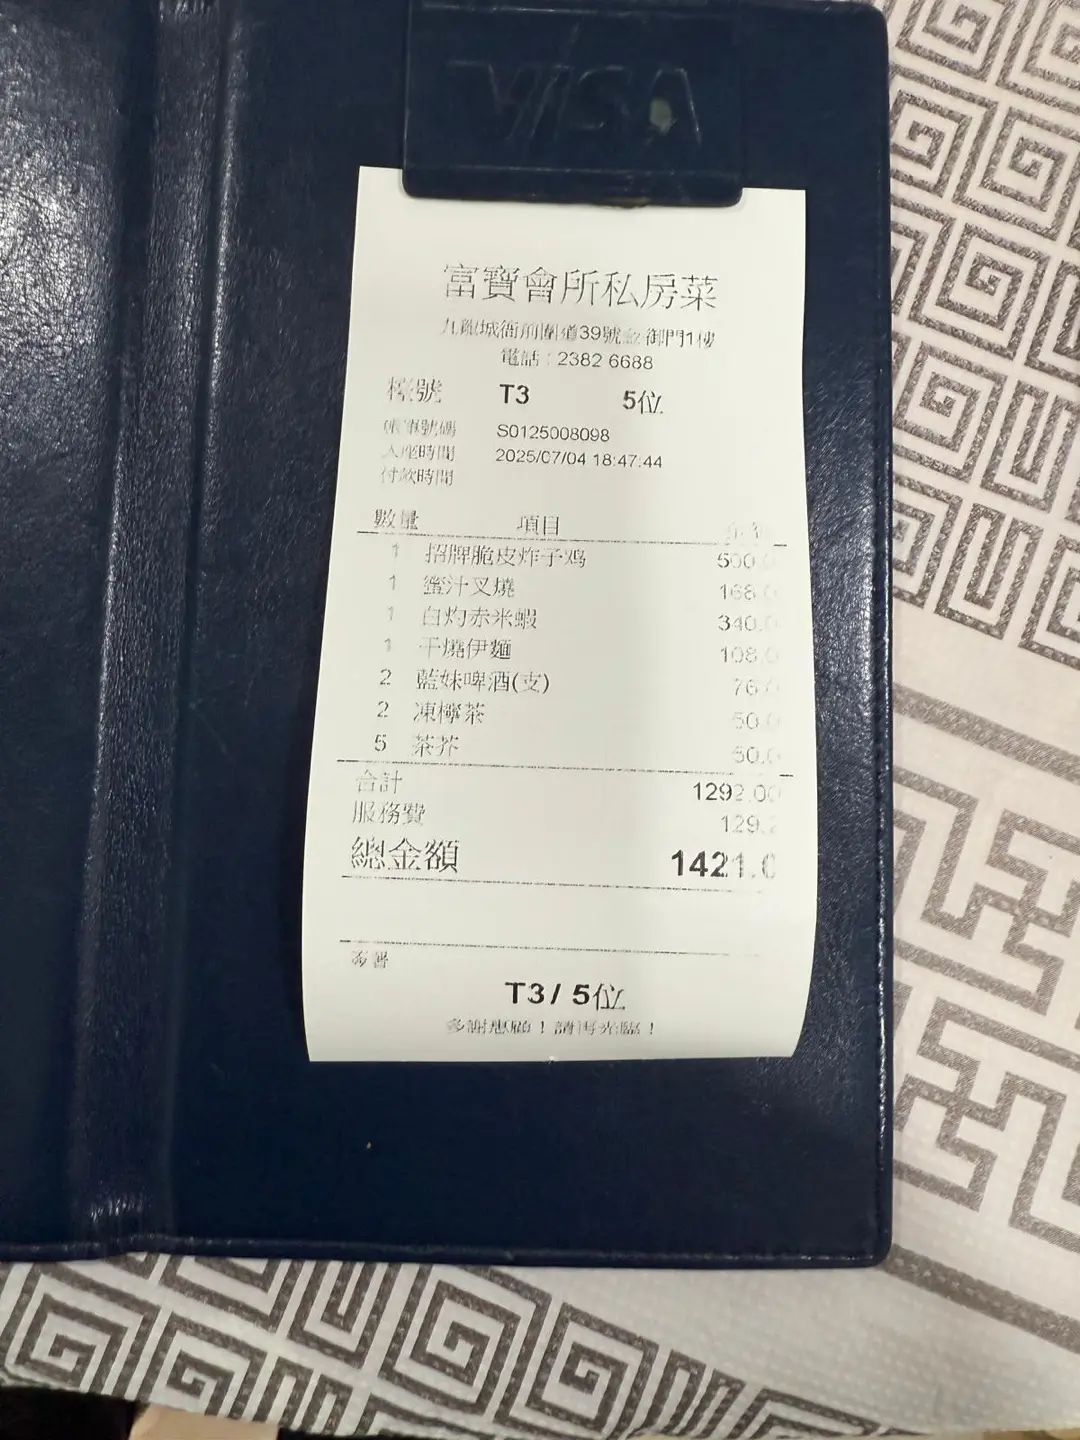 VISA
富寶會所私房菜
九龍城衙前圍道39號金御門1樓
電話：2382 6688
檯號 T3 5位
帳單號碼 S0125008098
入座時間 2025/07/04 18:47:44
付款時間
數量 項目 金額
1 招牌脆皮炸子鸡 500.0
1 蜜汁叉燒 168.0
1 白灼赤米蝦 340.0
1 干燒伊麵 108.0
2 藍妹啤酒(支) 76.0
2 凍檸茶 50.0
5 茶芥 50.0
合計 1292.00
服務費 129.2
總金額 1421.0
T3/ 5位
多謝惠顧！請再光臨！